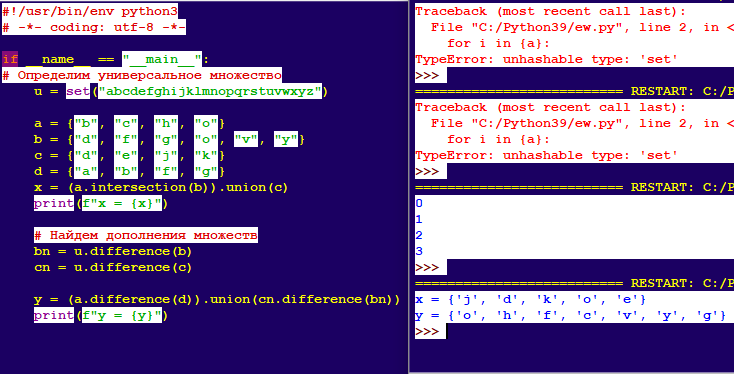 #!/usr/bin/env python3
# -*- coding: utf-8 -*-
if __name__ == "__main__":
# Определим универсальное множество
u = set("abcdefghijklmnopqrstuvwxyz")
a = {"b", "c", "h", "o"}
b = {"d", "f", "g", "o", "v", "y"}
c = {"d", "e", "j", "k"}
d = {"a", "b", "f", "g"}
x = (a.intersection(b)).union(c)
print(f"x = {x}")
# Найдем дополнения множеств
bn = u.difference(b)
cn = u.difference(c)
y = (a.difference(d)).union(cn.difference(bn))
print(f"y = {y}")
Traceback (most recent call last):
File "C:/Python39/ew.py", line 2, in <
for i in {a}:
TypeError: unhashable type: 'set'
>>>
========================== RESTART: C:/P
Traceback (most recent call last):
File "C:/Python39/ew.py", line 2, in <
for i in {a}:
TypeError: unhashable type: 'set'
>>>
========================== RESTART: C:/P
0
1
2
3
>>>
========================== RESTART: C:/P
x = {'j', 'd', 'k', 'o', 'e'}
y = {'o', 'h', 'f', 'c', 'v', 'y', 'g'}
>>>